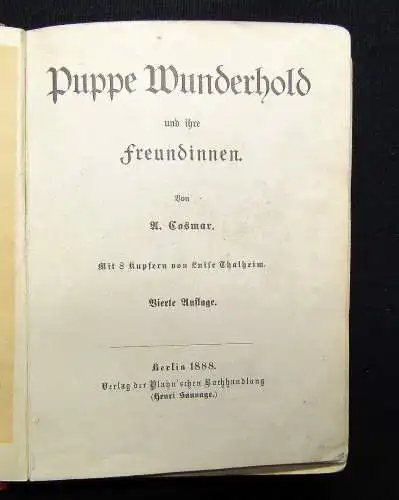 Puppe Wunderhold
und ihre
Freundinnen.
Von
A. Cosmar.
Mit 8 Kupfern von Luise Thalheim.
Vierte Auflage.
Berlin 1888.
Verlag der Plahn'schen Buchhandlung
(Henri Sauvage.)